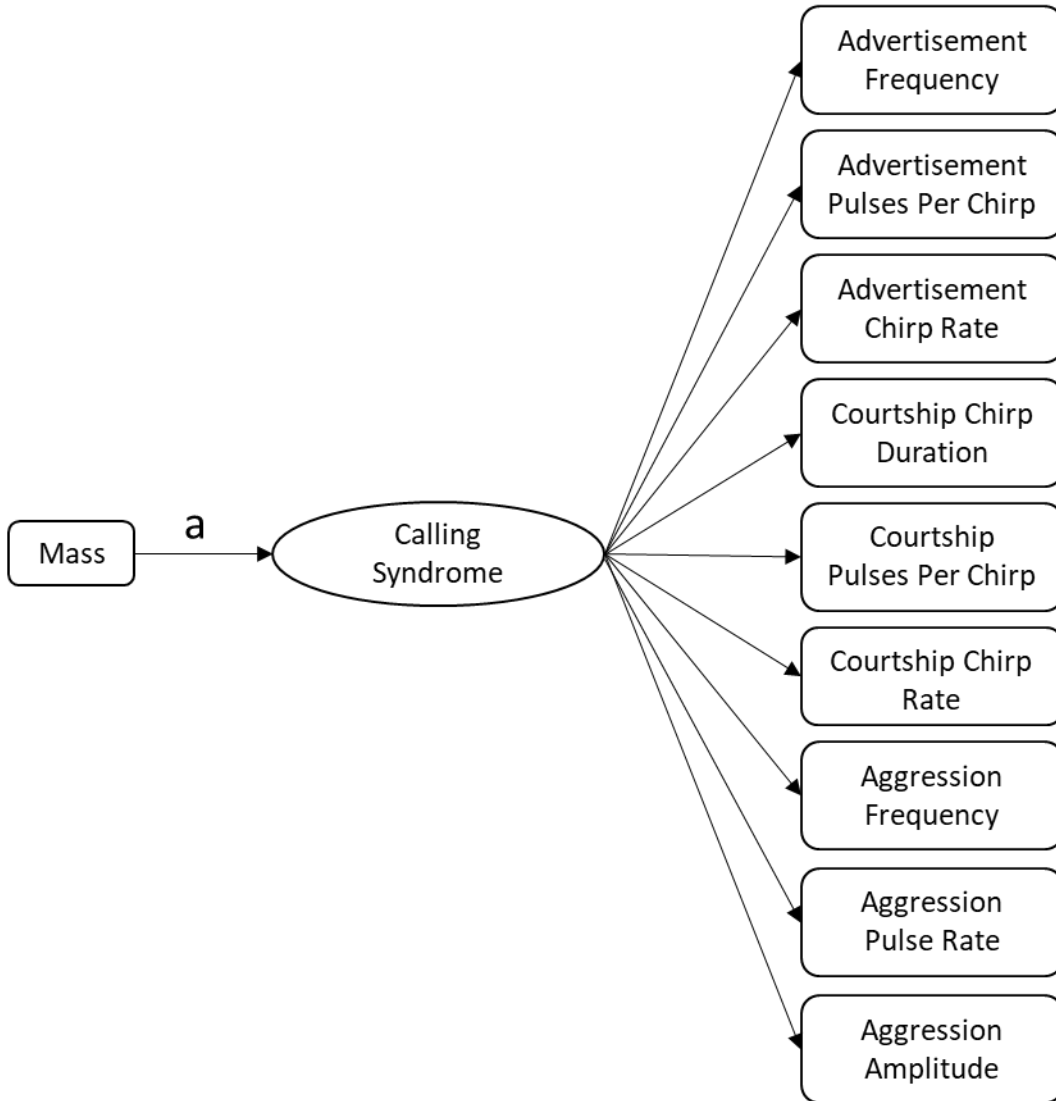 Advertisement
Frequency
Advertisement
Pulses Per Chirp
Advertisement
Chirp Rate
Courtship Chirp
Duration
Mass
a
Calling
Syndrome
Courtship
Pulses Per Chirp
Courtship Chirp
Rate
Aggression
Frequency
Aggression
Pulse Rate
Aggression
Amplitude